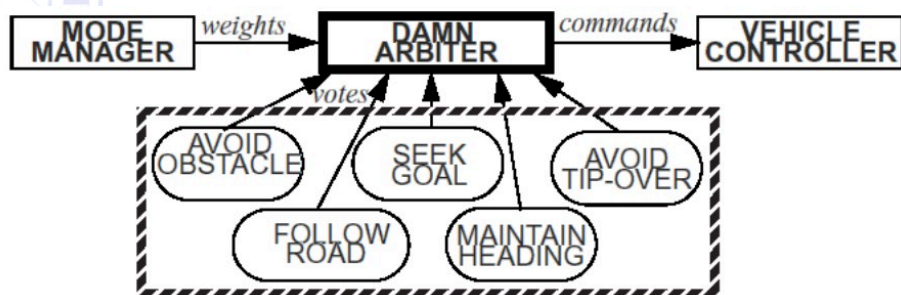 MODE
MANAGER
weights
DAMN
ARBITER
commands
VEHICLE
CONTROLLER
votes
AVOID
OBSTACLE
SEEK
GOAL
AVOID
TIP-OVER
FOLLOW
ROAD
MAINTAIN
HEADING